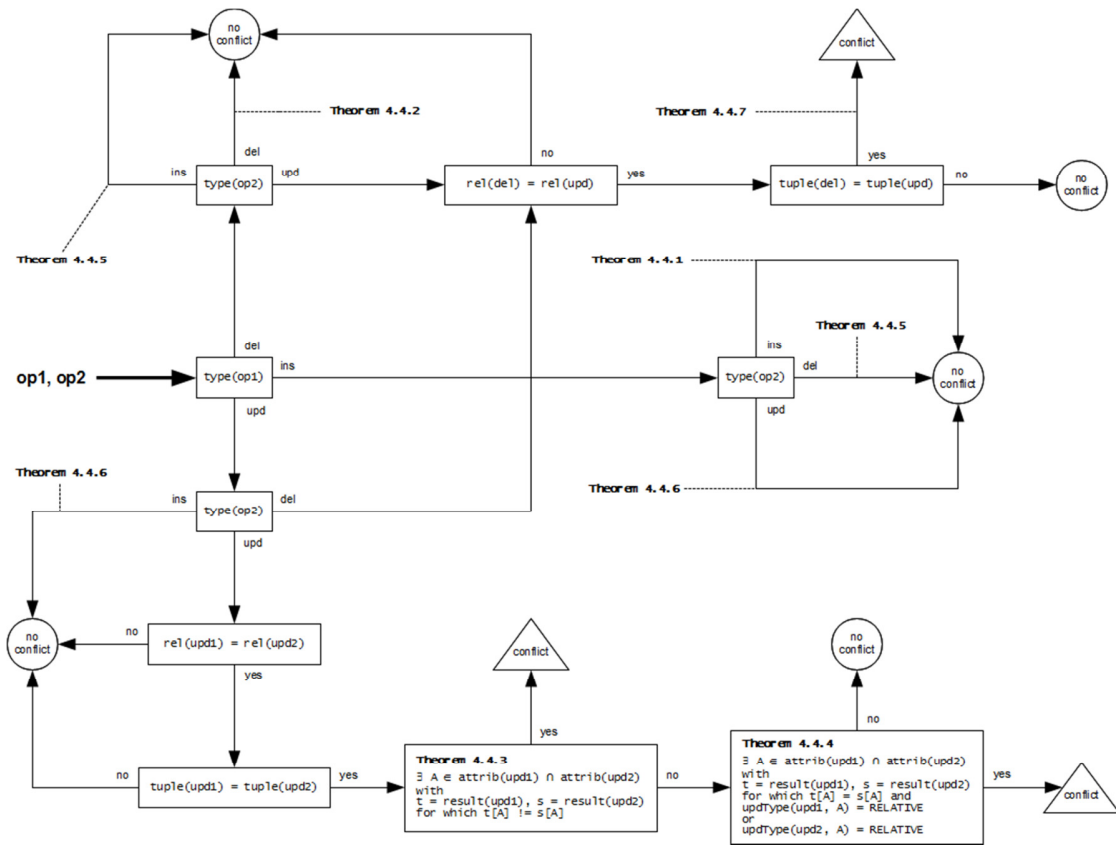 no
conflict
conflict
Theorem 4.4.2
Theorem 4.4.7
del
no
yes
ins
type(op2)
upd
rel(del) = rel(upd)
yes
tuple(del) = tuple(upd)
no
no
conflict
Theorem 4.4.5
Theorem 4.4.1
Theorem 4.4.5
del
ins
op1, op2
type(op1)
ins
type(op2)
del
no
conflict
upd
upd
Theorem 4.4.6
Theorem 4.4.6
ins
type(op2)
del
upd
no
conflict
no
rel(upd1) = rel(upd2)
conflict
no
conflict
yes
yes
no
no
tuple(upd1) = tuple(upd2)
yes
Theorem 4.4.3
∃ A ∈ attrib(upd1) ∩ attrib(upd2)
with
t = result(upd1), s = result(upd2)
for which t[A] != s[A]
no
Theorem 4.4.4
∃ A ∈ attrib(upd1) ∩ attrib(upd2)
with
t = result(upd1), s = result(upd2)
for which t[A] = s[A] and
updType(upd1, A) = RELATIVE
or
updType(upd2, A) = RELATIVE
yes
conflict